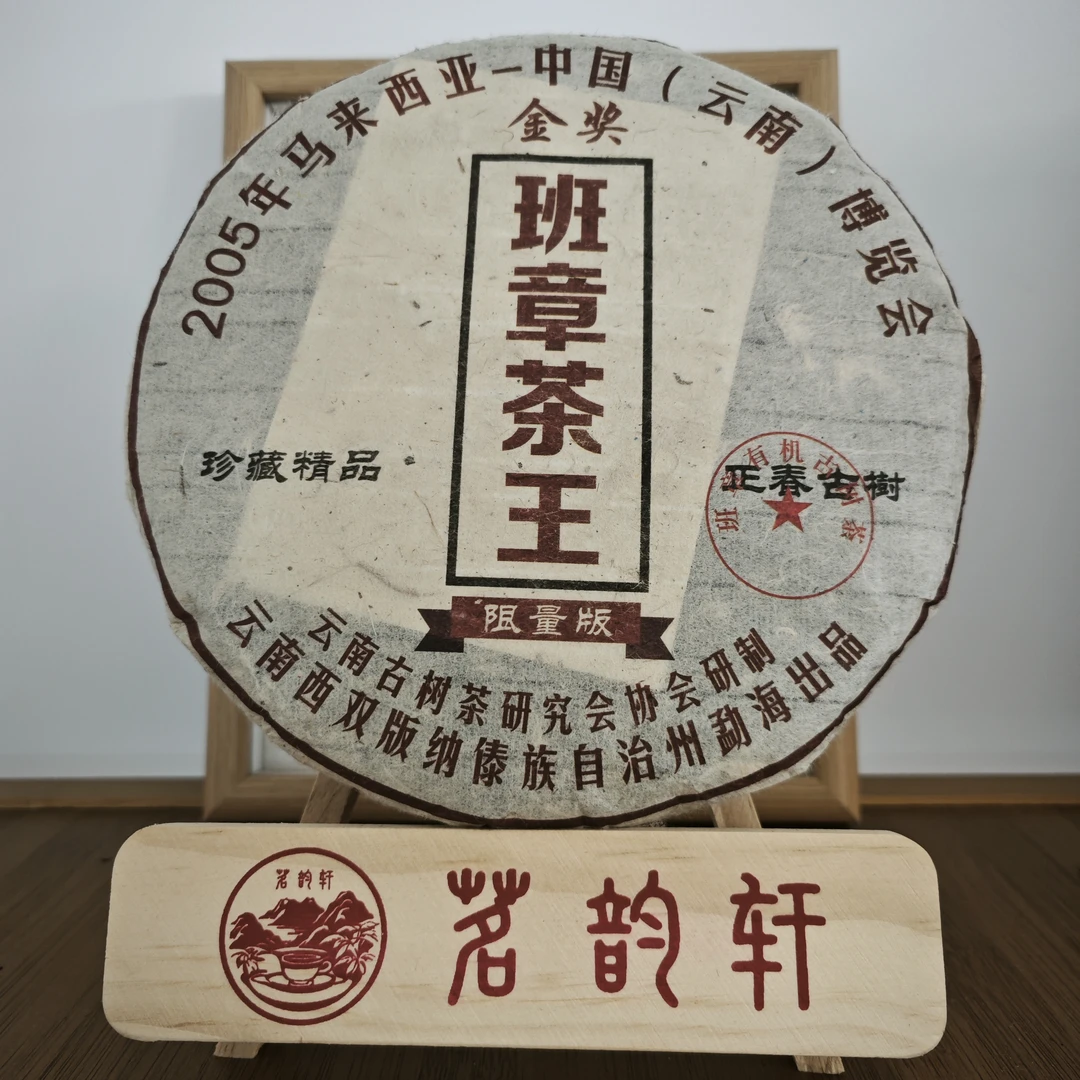 2005年马来西亚-中国（云南）博览会
金奖
班章茶王
珍藏精品
正春古樹
限量版
云南古树茶研究会协会研制
云南西双版纳傣族自治州勐海出品
茗韵轩
茗韵轩